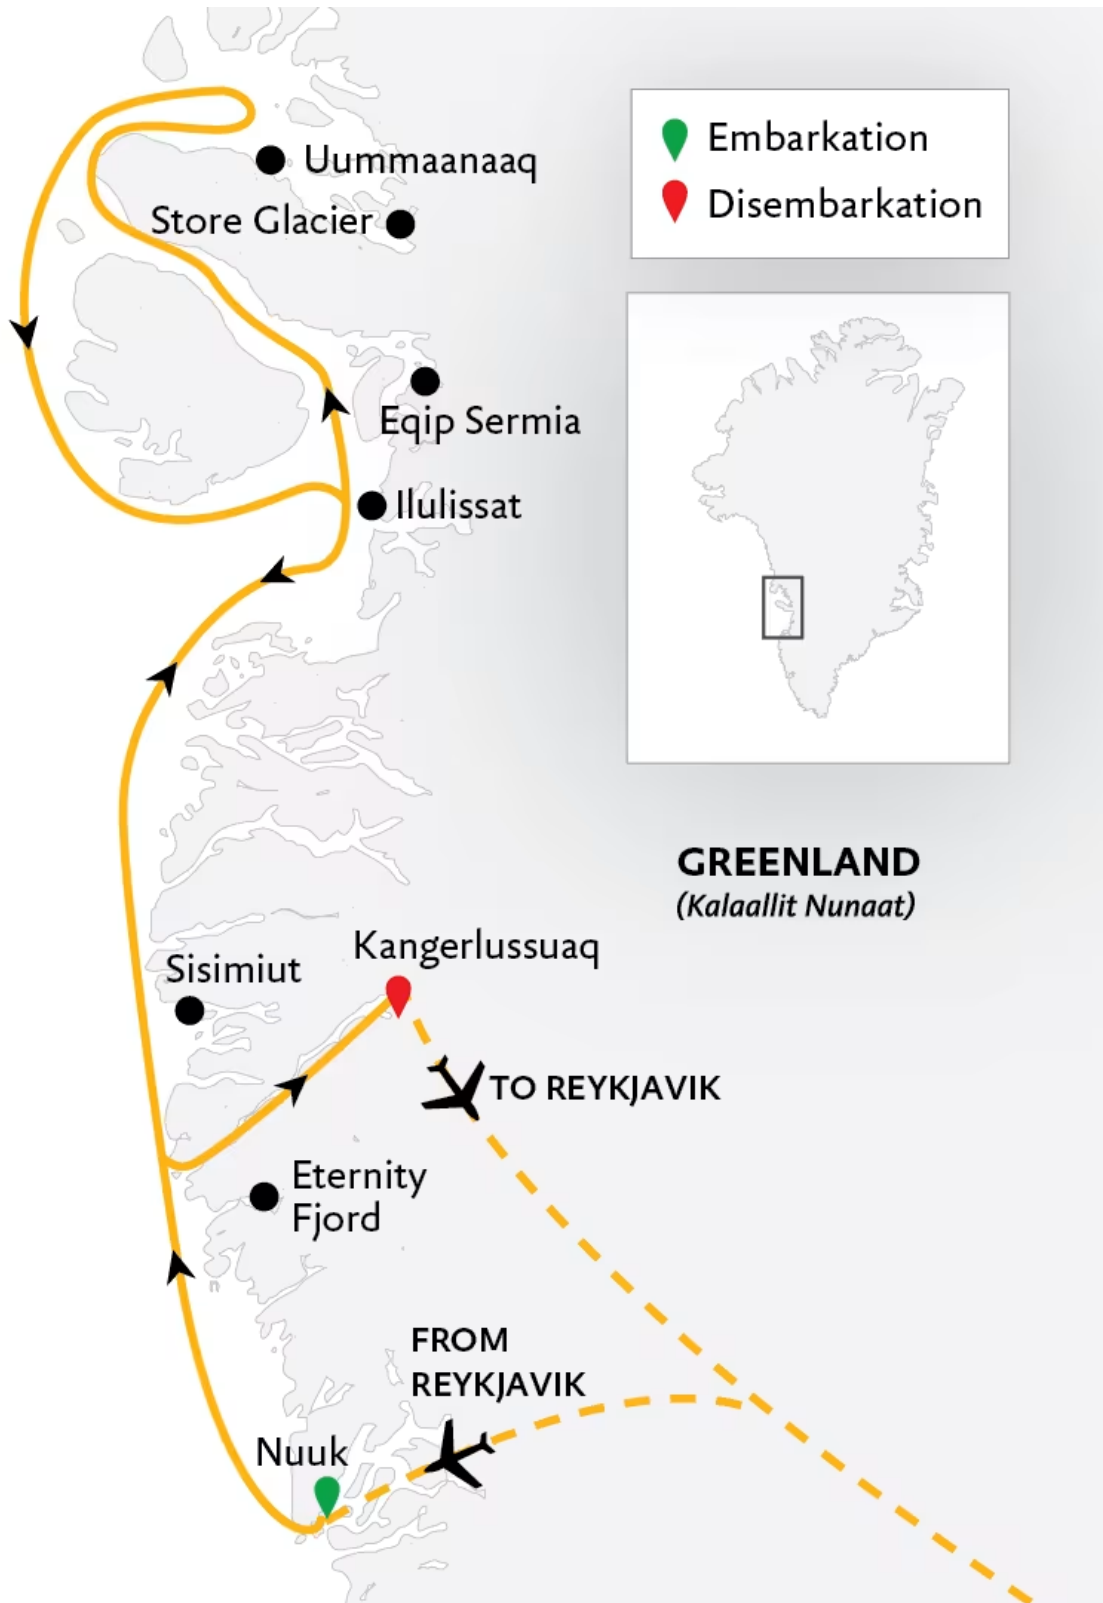 Embarkation
Disembarkation
Uummaanaaq
Store Glacier
Eqip Sermia
Ilulissat
GREENLAND
(Kalaallit Nunaat)
Kangerlussuaq
Sisimiut
TO REYKJAVIK
Eternity
Fjord
FROM
REYKJAVIK
Nuuk